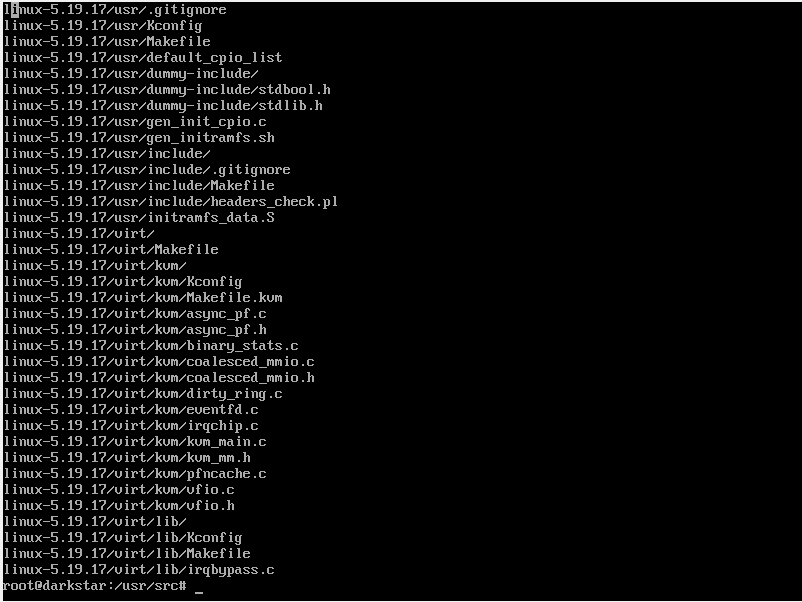 linux-5.19.17/usr/.gitignore
linux-5.19.17/usr/Kconfig
linux-5.19.17/usr/Makefile
linux-5.19.17/usr/default_cpio_list
linux-5.19.17/usr/dummy-include/
linux-5.19.17/usr/dummy-include/stdbool.h
linux-5.19.17/usr/dummy-include/stdlib.h
linux-5.19.17/usr/gen_init_cpio.c
linux-5.19.17/usr/gen_initramfs.sh
linux-5.19.17/usr/include/
linux-5.19.17/usr/include/.gitignore
linux-5.19.17/usr/include/Makefile
linux-5.19.17/usr/include/headers_check.pl
linux-5.19.17/usr/initramfs_data.S
linux-5.19.17/virt/
linux-5.19.17/virt/Makefile
linux-5.19.17/virt/kvm/
linux-5.19.17/virt/kvm/Kconfig
linux-5.19.17/virt/kvm/Makefile.kvm
linux-5.19.17/virt/kvm/async_pf.c
linux-5.19.17/virt/kvm/async_pf.h
linux-5.19.17/virt/kvm/binary_stats.c
linux-5.19.17/virt/kvm/coalesced_mmio.c
linux-5.19.17/virt/kvm/coalesced_mmio.h
linux-5.19.17/virt/kvm/dirty_ring.c
linux-5.19.17/virt/kvm/eventfd.c
linux-5.19.17/virt/kvm/irqchip.c
linux-5.19.17/virt/kvm/kvm_main.c
linux-5.19.17/virt/kvm/kvm_mm.h
linux-5.19.17/virt/kvm/pfncache.c
linux-5.19.17/virt/kvm/vfio.c
linux-5.19.17/virt/kvm/vfio.h
linux-5.19.17/virt/lib/
linux-5.19.17/virt/lib/Kconfig
linux-5.19.17/virt/lib/Makefile
linux-5.19.17/virt/lib/irqbypass.c
root@darkstar:/usr/src# _